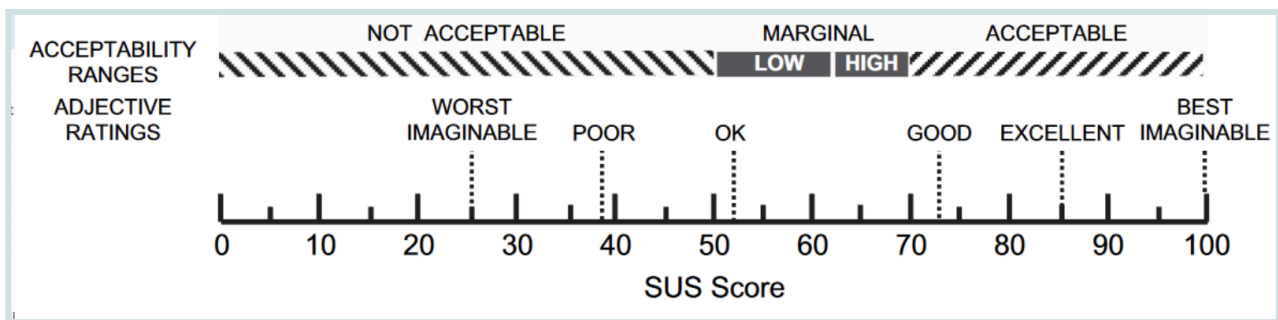 NOT ACCEPTABLE MARGINAL ACCEPTABLE
ACCEPTABILITY
RANGES
LOW HIGH
ADJECTIVE
RATINGS
WORST
IMAGINABLE
POOR
OK
GOOD
EXCELLENT
BEST
IMAGINABLE
0 10 20 30 40 50 60 70 80 90 100
SUS Score